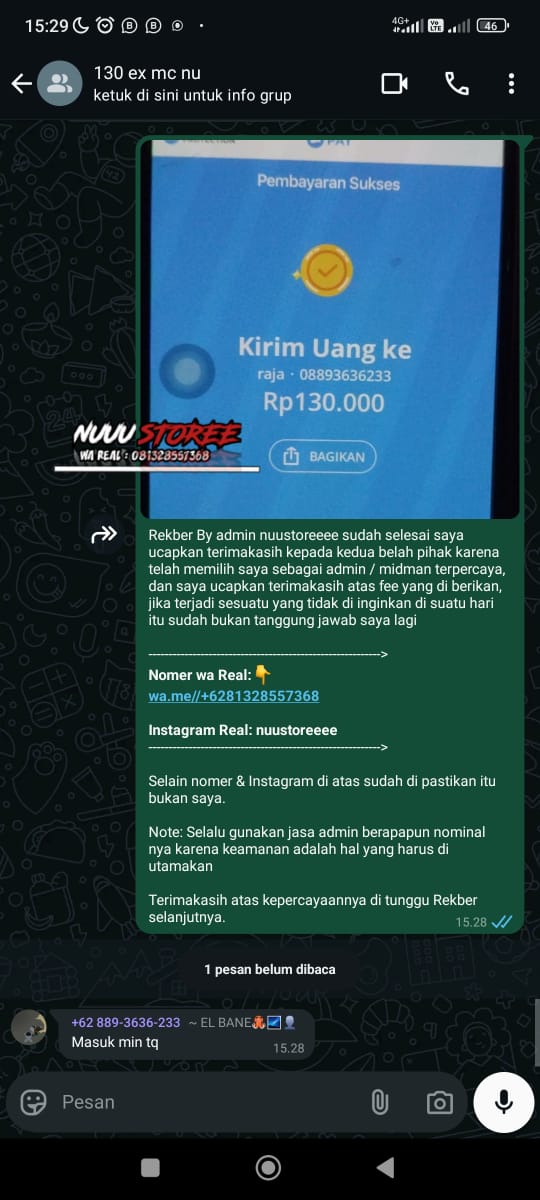 15:29
4G+
Vo LTE
46
130 ex mc nu
ketuk di sini untuk info grup
PAY
Pembayaran Sukses
Kirim Uang ke
raja · 08893636233
Rp130.000
BAGIKAN
NUUU STOREE
WA REAL : 081328557368
Rekber By admin nuustoreeee sudah selesai saya
ucapkan terimakasih kepada kedua belah pihak karena
telah memilih saya sebagai admin / midman terpercaya,
dan saya ucapkan terimakasih atas fee yang di berikan,
jika terjadi sesuatu yang tidak di inginkan di suatu hari
itu sudah bukan tanggung jawab saya lagi
---------------------------------------------------------->
Nomer wa Real:👇
wa.me//+6281328557368
Instagram Real: nuustoreeee
---------------------------------------------------------->
Selain nomer & Instagram di atas sudah di pastikan itu
bukan saya.
Note: Selalu gunakan jasa admin berapapun nominal
nya karena keamanan adalah hal yang harus di
utamakan
Terimakasih atas kepercayaannya di tunggu Rekber
selanjutnya.
15.28
1 pesan belum dibaca
+62 889-3636-233 ~ EL BANE
Masuk min tq
15.28
Pesan